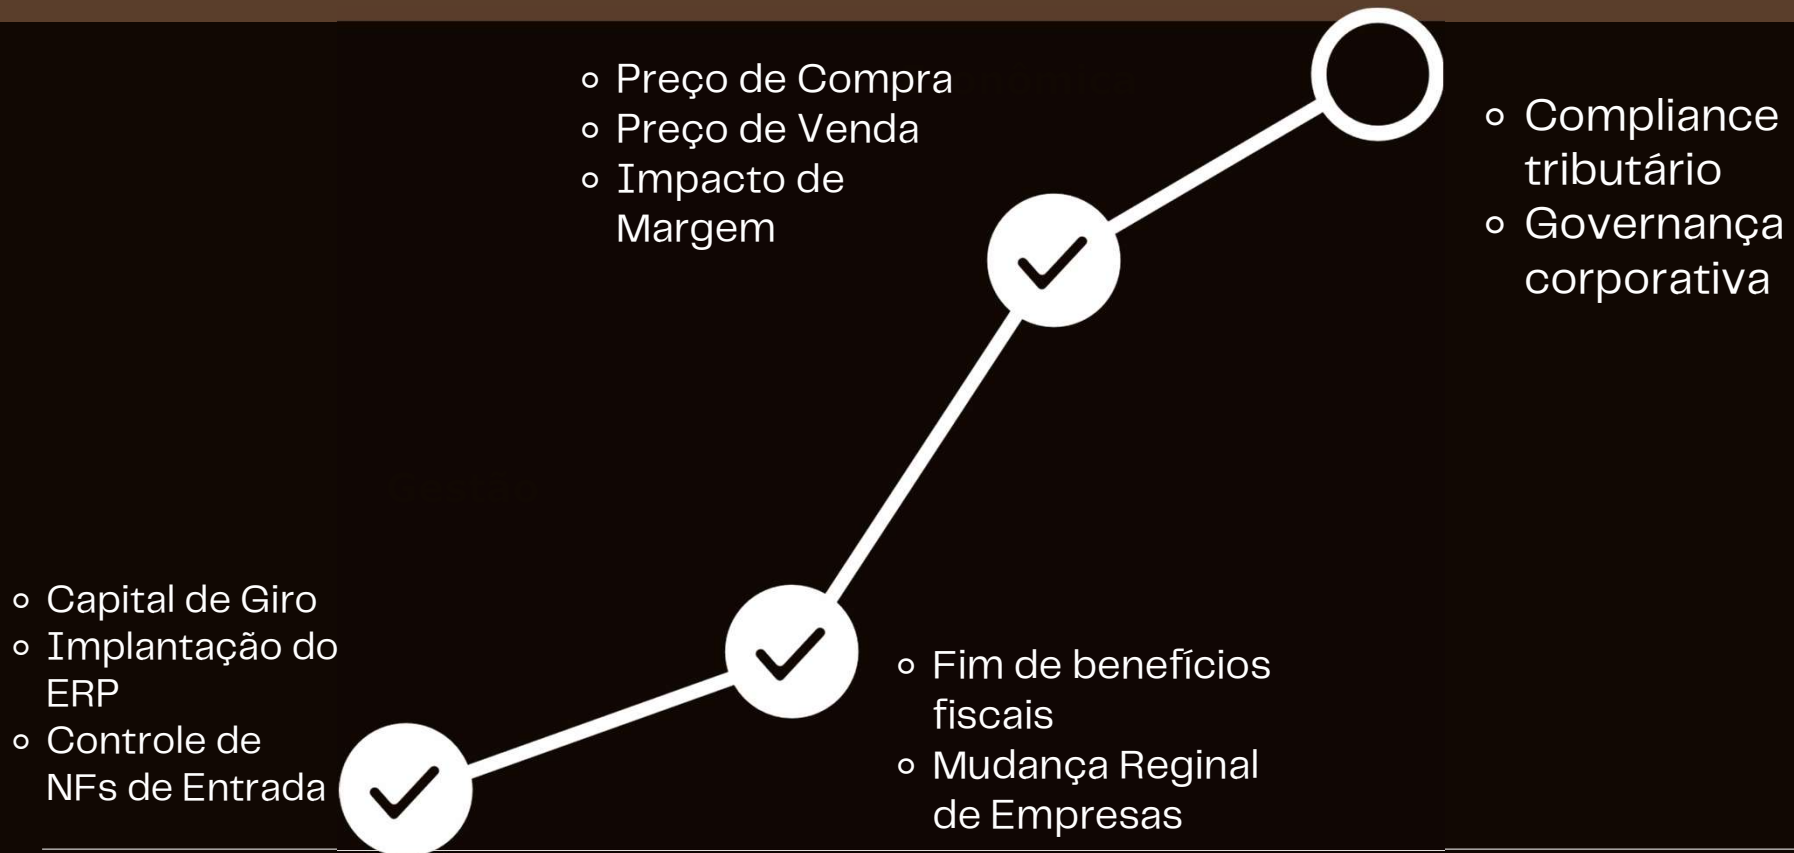 Preço de Compra
Preço de Venda
Impacto de
Margem
Compliance
tributário
Governança
corporativa
Capital de Giro
Implantação do
ERP
Controle de
NFs de Entrada
Fim de benefícios
fiscais
Mudança Reginal
de Empresas